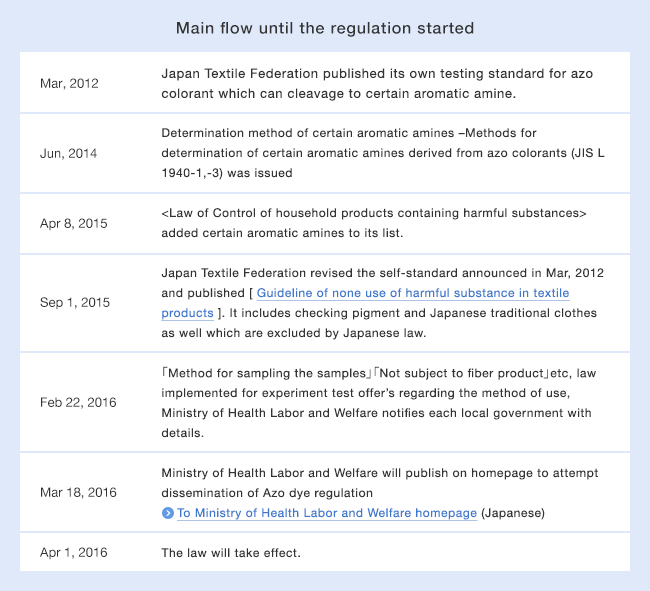 Main flow until the regulation started
Mar, 2012
Japan Textile Federation published its own testing standard for azo
colorant which can cleavage to certain aromatic amine.
Jun, 2014
Determination method of certain aromatic amines –Methods for
determination of certain aromatic amines derived from azo colorants (JIS L
1940-1,-3) was issued
Apr 8, 2015
<Law of Control of household products containing harmful substances>
added certain aromatic amines to its list.
Sep 1, 2015
Japan Textile Federation revised the self-standard announced in Mar, 2012
and published [ Guideline of none use of harmful substance in textile
products ]. It includes checking pigment and Japanese traditional clothes
as well which are excluded by Japanese law.
Feb 22, 2016
「Method for sampling the samples」「Not subject to fiber product」etc, law
implemented for experiment test offer's regarding the method of use,
Ministry of Health Labor and Welfare notifies each local government with
details.
Mar 18, 2016
Ministry of Health Labor and Welfare will publish on homepage to attempt
dissemination of Azo dye regulation
To Ministry of Health Labor and Welfare homepage (Japanese)
Apr 1, 2016
The law will take effect.